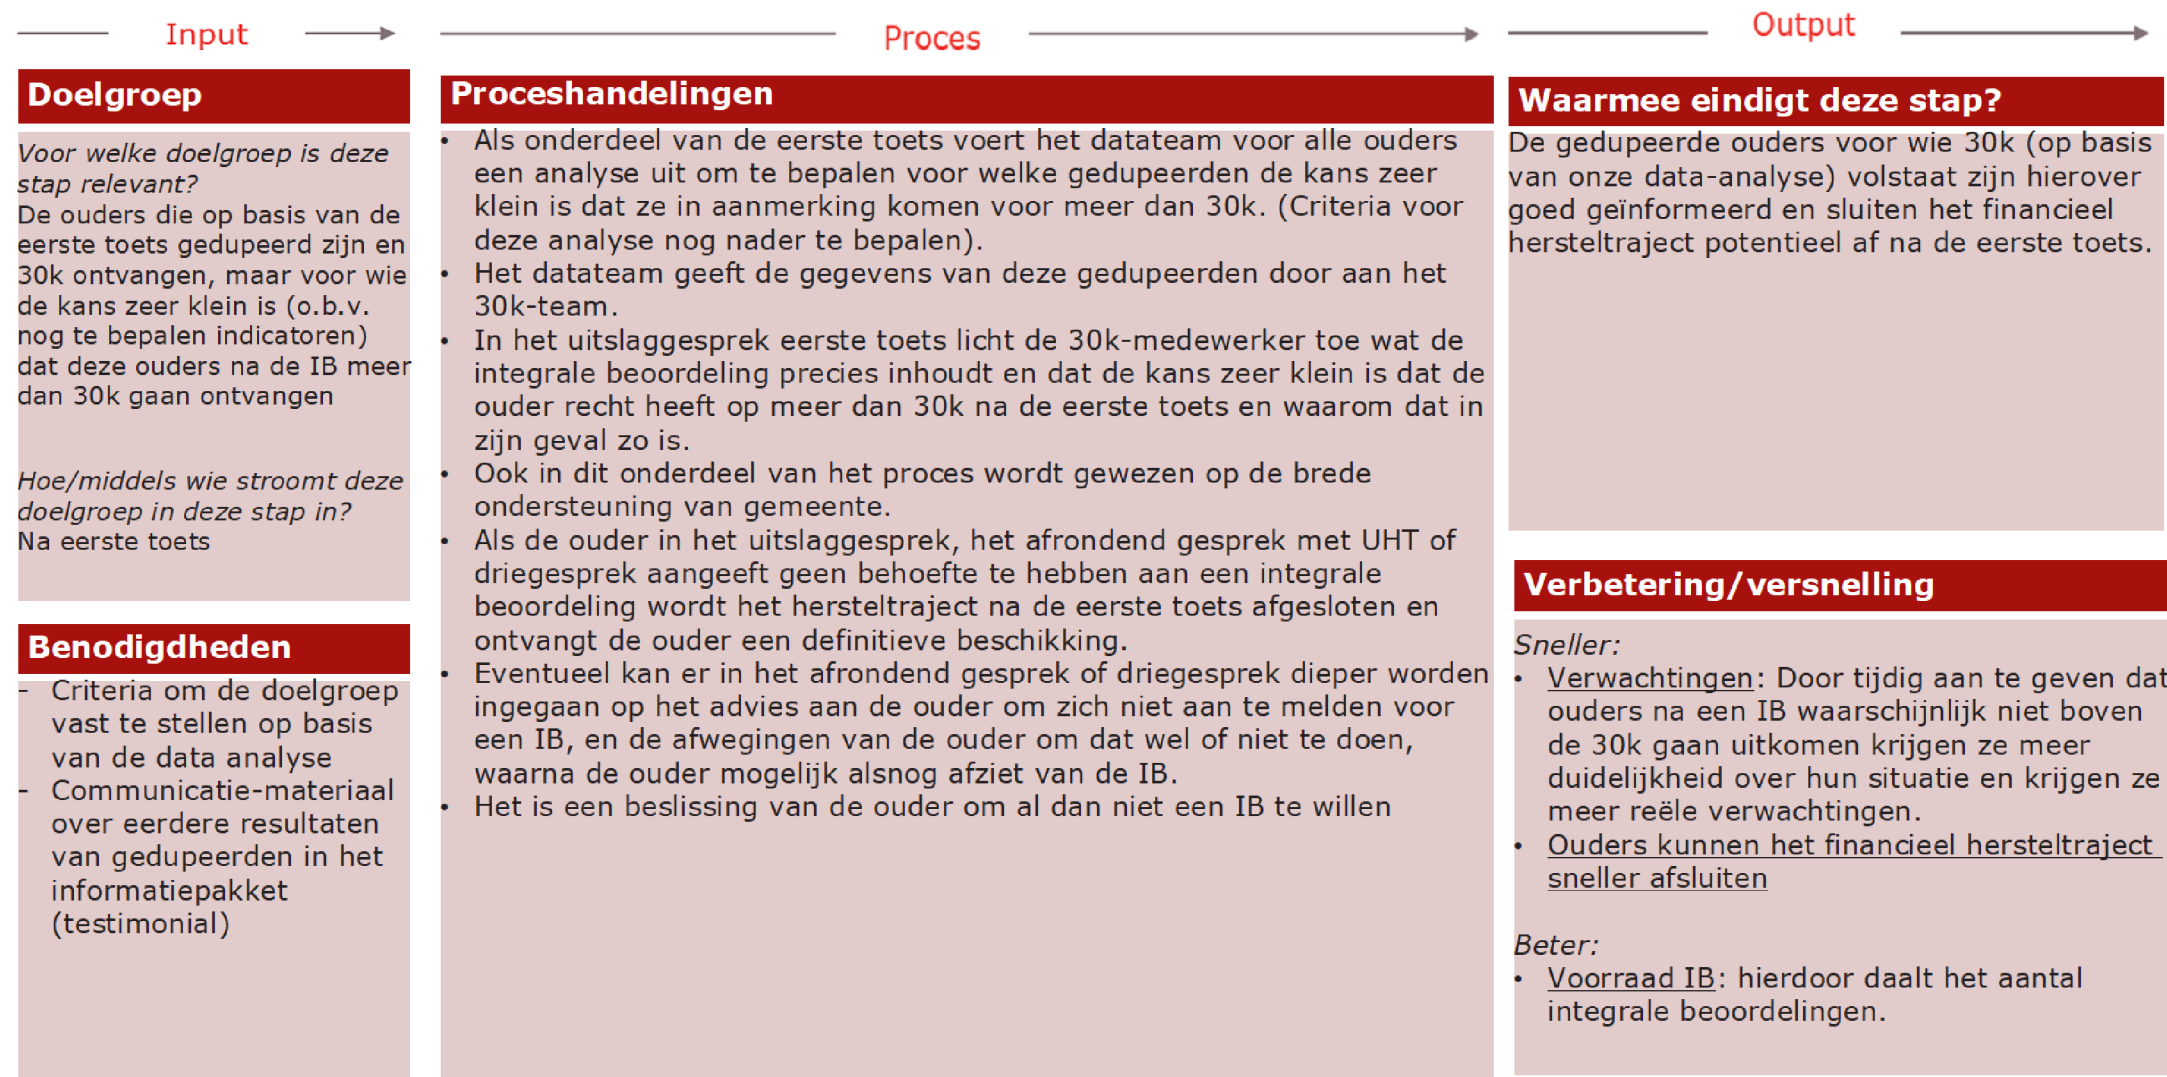 Input
Proces
Output
Doelgroep
Voor welke doelgroep is deze
stap relevant?
De ouders die op basis van de
eerste toets gedupeerd zijn en
30k ontvangen, maar voor wie
de kans zeer klein is (o.b.v.
nog te bepalen indicatoren)
dat deze ouders na de IB meer
dan 30k gaan ontvangen
Hoe/middels wie stroomt deze
doelgroep in deze stap in?
Na eerste toets
Benodigdheden
- Criteria om de doelgroep
vast te stellen op basis
van de data analyse
- Communicatie-materiaal
over eerdere resultaten
van gedupeerden in het
informatiepakket
(testimonial)
Proceshandelingen
• Als onderdeel van de eerste toets voert het datateam voor alle ouders
een analyse uit om te bepalen voor welke gedupeerden de kans zeer
klein is dat ze in aanmerking komen voor meer dan 30k. (Criteria voor
deze analyse nog nader te bepalen).
• Het datateam geeft de gegevens van deze gedupeerden door aan het
30k-team.
• In het uitslaggesprek eerste toets licht de 30k-medewerker toe wat de
integrale beoordeling precies inhoudt en dat de kans zeer klein is dat de
ouder recht heeft op meer dan 30k na de eerste toets en waarom dat in
zijn geval zo is.
• Ook in dit onderdeel van het proces wordt gewezen op de brede
ondersteuning van gemeente.
• Als de ouder in het uitslaggesprek, het afrondend gesprek met UHT of
driegesprek aangeeft geen behoefte te hebben aan een integrale
beoordeling wordt het hersteltraject na de eerste toets afgesloten en
ontvangt de ouder een definitieve beschikking.
• Eventueel kan er in het afrondend gesprek of driegesprek dieper worden
ingegaan op het advies aan de ouder om zich niet aan te melden voor
een IB, en de afwegingen van de ouder om dat wel of niet te doen,
waarna de ouder mogelijk alsnog afziet van de IB.
• Het is een beslissing van de ouder om al dan niet een IB te willen
Waarmee eindigt deze stap?
De gedupeerde ouders voor wie 30k (op basis
van onze data-analyse) volstaat zijn hierover
goed geïnformeerd en sluiten het financieel
hersteltraject potentieel af na de eerste toets.
Verbetering/versnelling
Sneller:
• Verwachtingen: Door tijdig aan te geven dat
ouders na een IB waarschijnlijk niet boven
de 30k gaan uitkomen krijgen ze meer
duidelijkheid over hun situatie en krijgen ze
meer reële verwachtingen.
• Ouders kunnen het financieel hersteltraject
sneller afsluiten
Beter:
• Voorraad IB: hierdoor daalt het aantal
integrale beoordelingen.